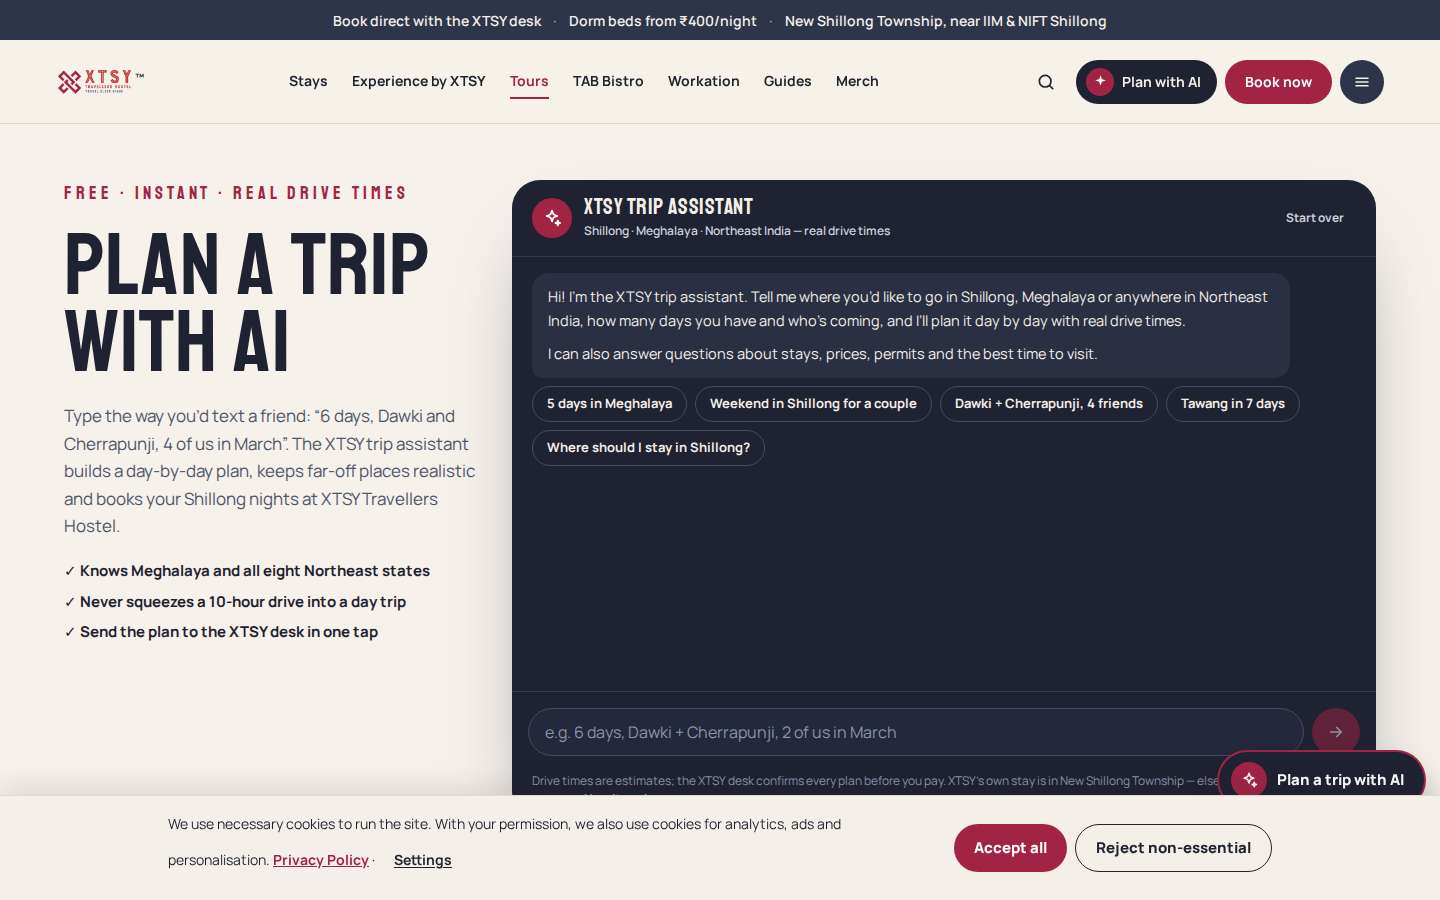 Book direct with the XTSY desk · Dorm beds from ₹400/night · New Shillong Township, near IIM & NIFT Shillong
XTSY ™
Stays Experience by XTSY Tours TAB Bistro Workation Guides Merch Plan with AI Book now
FREE · INSTANT · REAL DRIVE TIMES
PLAN A TRIP
WITH AI
Type the way you’d text a friend: “6 days, Dawki and
Cherrapunji, 4 of us in March”. The XTSY trip assistant
builds a day-by-day plan, keeps far-off places realistic
and books your Shillong nights at XTSY Travellers
Hostel.
✓ Knows Meghalaya and all eight Northeast states
✓ Never squeezes a 10-hour drive into a day trip
✓ Send the plan to the XTSY desk in one tap
XTSY TRIP ASSISTANT
Shillong · Meghalaya · Northeast India — real drive times
Start over
Hi! I’m the XTSY trip assistant. Tell me where you’d like to go in Shillong, Meghalaya or anywhere in Northeast
India, how many days you have and who’s coming, and I’ll plan it day by day with real drive times.
I can also answer questions about stays, prices, permits and the best time to visit.
5 days in Meghalaya Weekend in Shillong for a couple Dawki + Cherrapunji, 4 friends Tawang in 7 days
Where should I stay in Shillong?
e.g. 6 days, Dawki + Cherrapunji, 2 of us in March
Drive times are estimates; the XTSY desk confirms every plan before you pay. XTSY’s own stay is in New Shillong Township — else
Plan a trip with AI
We use necessary cookies to run the site. With your permission, we also use cookies for analytics, ads and
personalisation. Privacy Policy · Settings
Accept all Reject non-essential